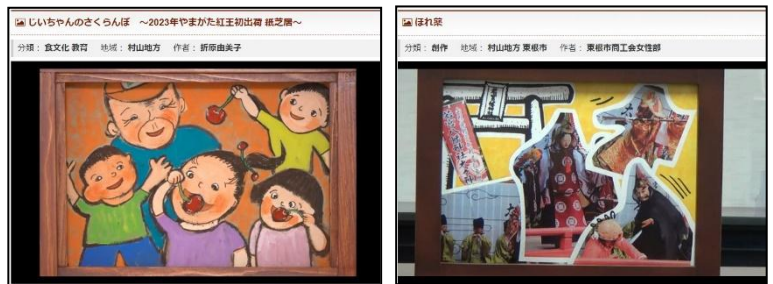 じいちゃんのさくらんぼ ～2023年やまがた紅王初出荷 紙芝居～
分類： 食文化 教育 地域： 村山地方 作者： 折原由美子
ほれ薬
分類： 創作 地域： 村山地方 東根市 作者： 東根市商工会女性部